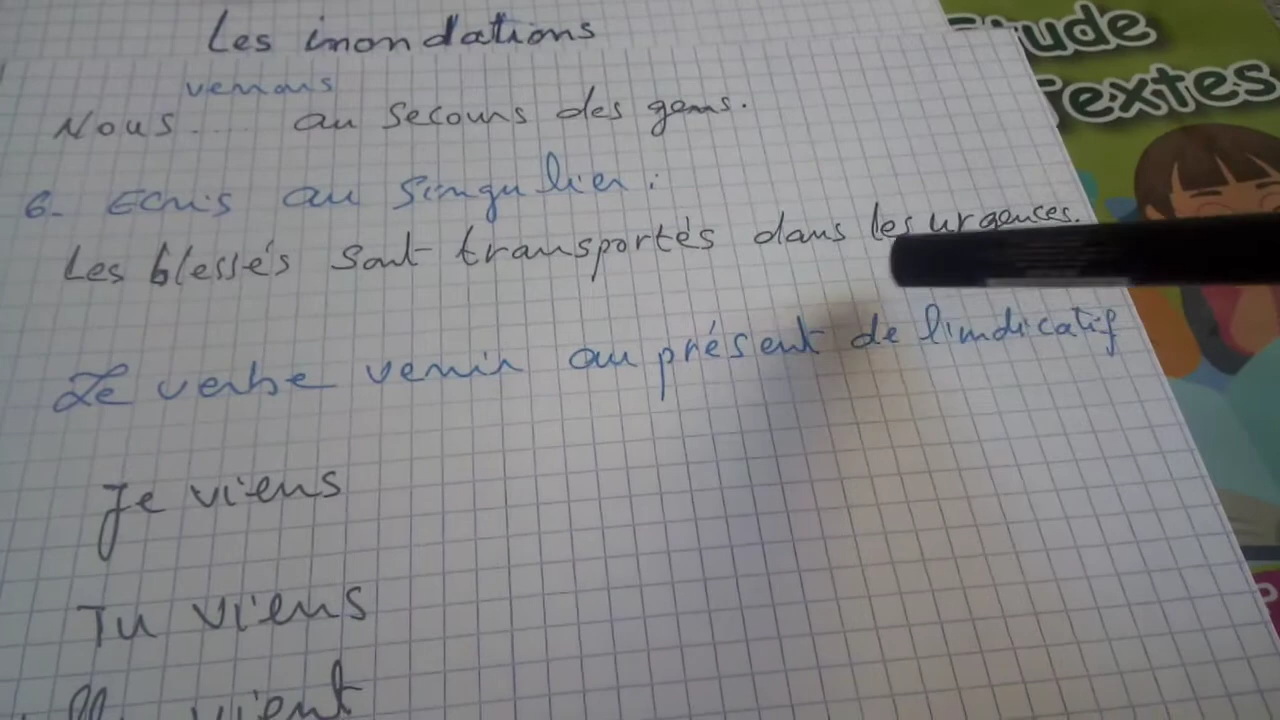 Les inondations
venons
Nous .... au secours des gens.
6- Ecris au singulier :
Les blessés sont transportés dans les urgences.
Le verbe venir au présent de l'indicatif
Je viens
Tu viens
Il vient
tude
Textes